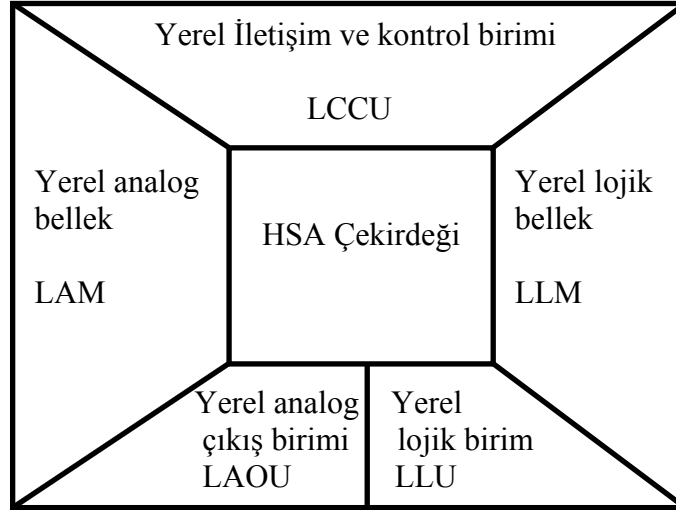 Yerel İletişim ve kontrol birimi
LCCU
Yerel analog
bellek
LAM
HSA Çekirdeği
Yerel lojik
bellek
LLM
Yerel analog
çıkış birimi
LAOU
Yerel
lojik birim
LLU